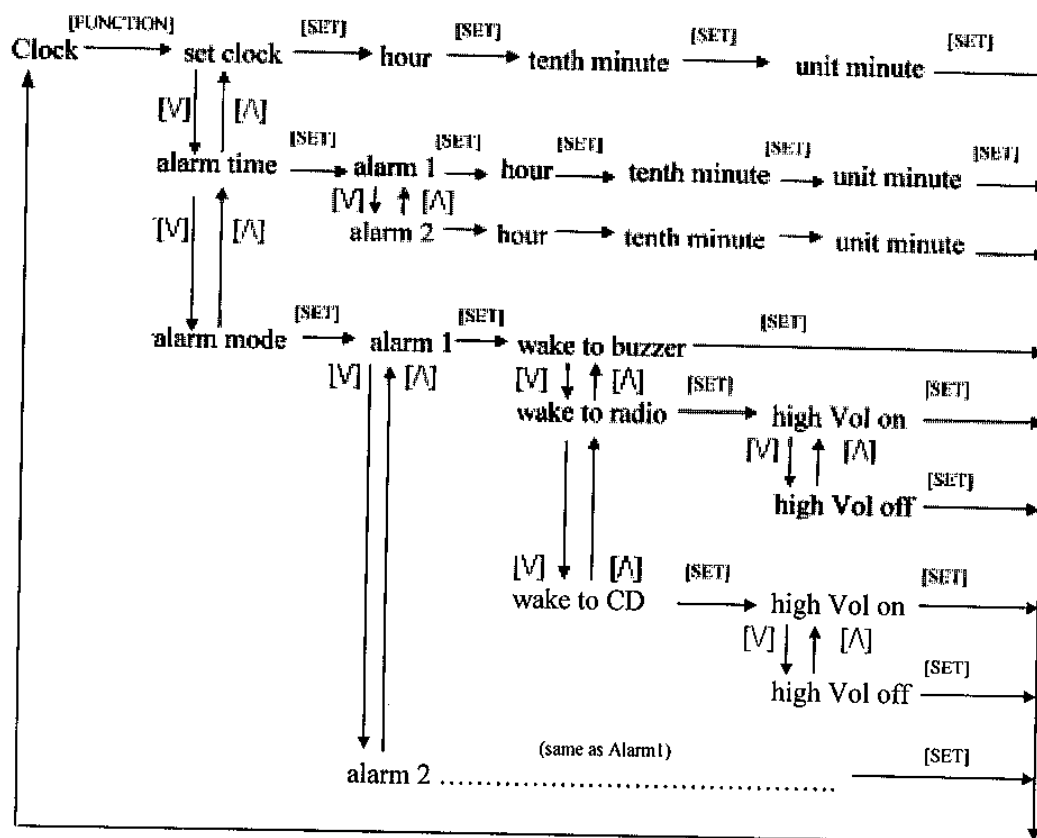 [FUNCTION] [SET] [SET] [SET] [SET]
Clock set clock hour tenth minute unit minute
[\/] [/\]
[SET] [SET] [SET] [SET] [SET]
alarm time alarm 1 hour tenth minute unit minute
[\/] [/\] [\/] [/\]
alarm 2 hour tenth minute unit minute
[SET] [SET] [SET]
alarm mode alarm 1 wake to buzzer
[\/] [/\] [\/] [/\] [SET] [SET]
wake to radio high Vol on
[\/] [/\]
[SET]
high Vol off
[\/] [/\] [SET] [SET]
wake to CD high Vol on
[\/] [/\]
[SET]
high Vol off
(same as Alarm1) [SET]
alarm 2 ........................................................